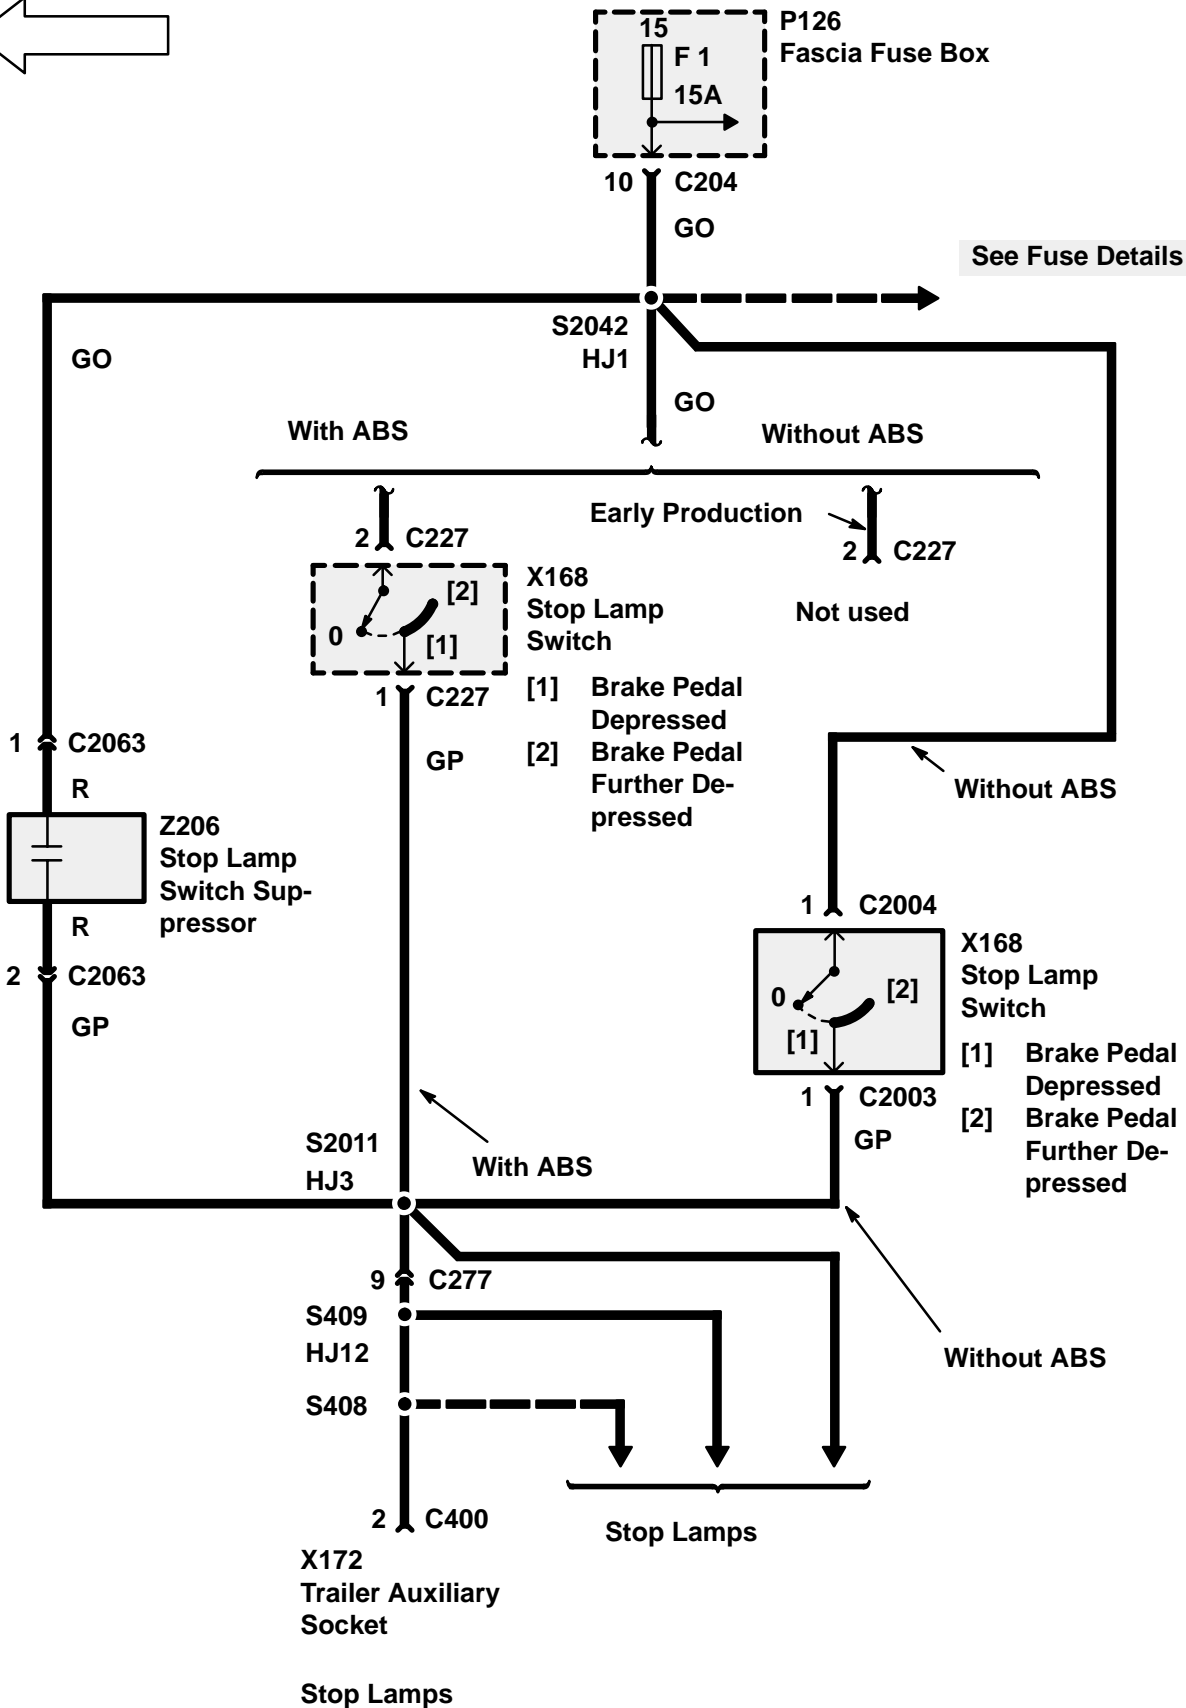 15
F 1
15A
P126
Fascia Fuse Box
10
C204
GO
See Fuse Details
S2042
HJ1
GO
GO
With ABS
Without ABS
Early Production
2
C227
2
C227
Not used
X168
Stop Lamp
Switch
[2]
0
[1]
1
C227
[1]
Brake Pedal
Depressed
[2]
Brake Pedal
Further De-
pressed
GP
1
C2063
R
Z206
Stop Lamp
Switch Sup-
pressor
R
2
C2063
GP
Without ABS
1
C2004
X168
Stop Lamp
Switch
0
[2]
[1]
[1]
Brake Pedal
Depressed
[2]
Brake Pedal
Further De-
pressed
1
C2003
GP
S2011
HJ3
With ABS
9
C277
S409
HJ12
S408
Without ABS
2
C400
Stop Lamps
X172
Trailer Auxiliary
Socket
Stop Lamps